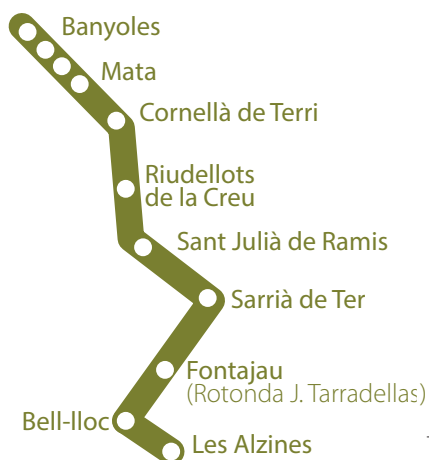 Banyoles
Mata
Cornellà de Terri
Riudellots
de la Creu
Sant Julià de Ramis
Sarrià de Ter
Fontajau
(Rotonda J. Tarradellas)
Bell-lloc
Les Alzines